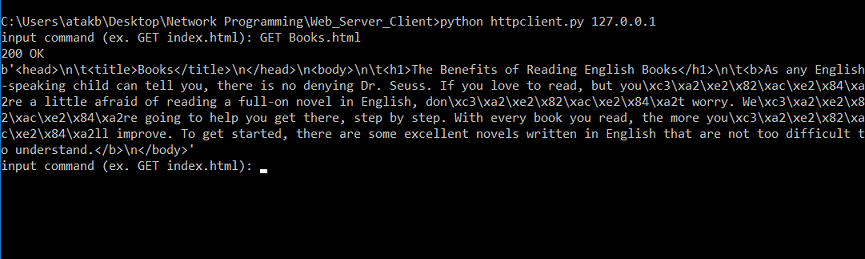 C:\Users\atakb\Desktop\Network Programming\Web_Server_Client>python httpclient.py 127.0.0.1
input command (ex. GET index.html): GET Books.html
200 OK
b'<head>\n\t<title>Books</title>\n</head>\n<body>\n\t<h1>The Benefits of Reading English Books</h1>\n\t<b>As any English
-speaking child can tell you, there is no denying Dr. Seuss. If you love to read, but you\xc3\xa2\xe2\x82\xac\xe2\x84\xa
2re a little afraid of reading a full-on novel in English, don\xc3\xa2\xe2\x82\xac\xe2\x84\xa2t worry. We\xc3\xa2\xe2\x8
2\xac\xe2\x84\xa2re going to help you get there, step by step. With every book you read, the more you\xc3\xa2\xe2\x82\xa
c\xe2\x84\xa2ll improve. To get started, there are some excellent novels written in English that are not too difficult t
o understand.</b>\n</body>'
input command (ex. GET index.html):